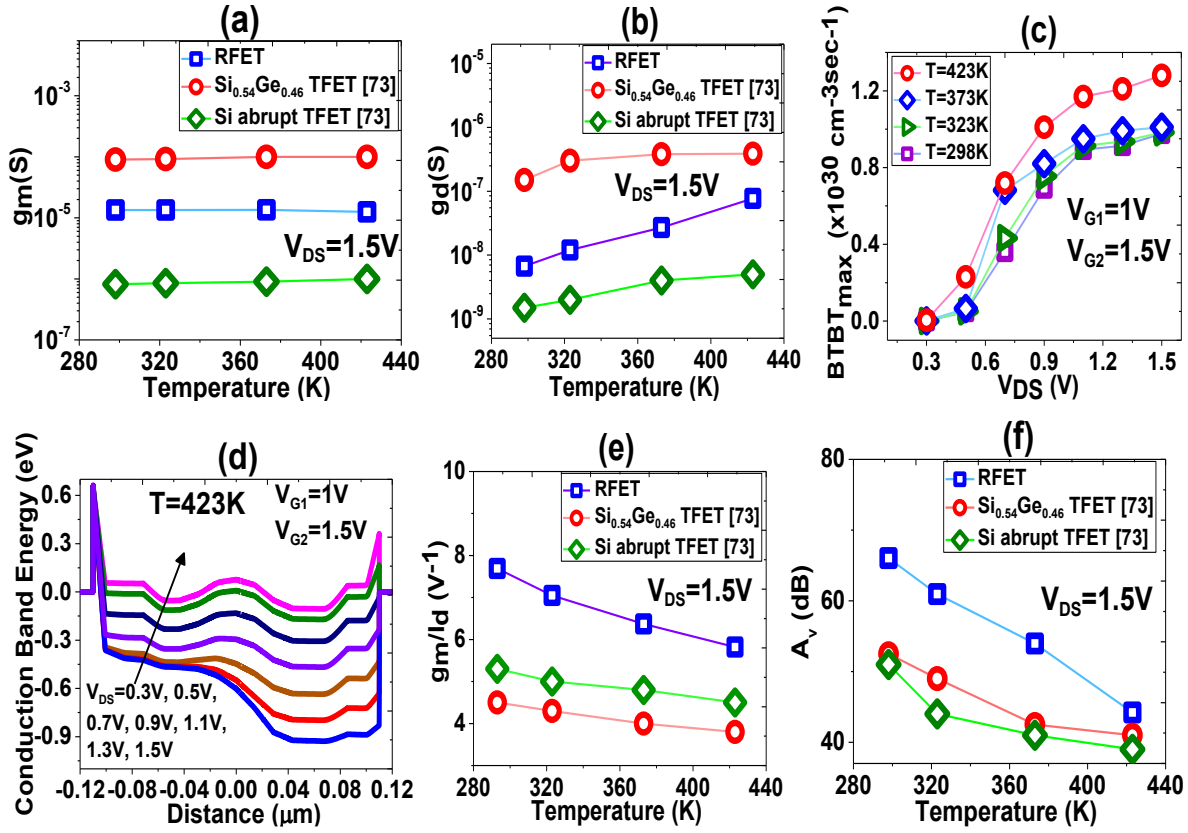 (a)
gm(S)
10-3
10-4
10-5
10-6
10-7
RFET
Si0.54Ge0.46 TFET [73]
Si abrupt TFET [73]
VDS=1.5V
280 320 360 400 440
Temperature (K)
(b)
gd(S)
10-5
10-6
10-7
10-8
10-9
RFET
Si0.54Ge0.46 TFET [73]
Si abrupt TFET [73]
VDS=1.5V
280 320 360 400 440
Temperature (K)
(c)
BTBTmax (x1030 cm-3sec-1)
1.2
0.8
0.4
0.0
T=423K
T=373K
T=323K
T=298K
VG1=1V
VG2=1.5V
0.3 0.6 0.9 1.2 1.5
VDS (V)
(d)
Conduction Band Energy (eV)
0.6
0.3
0.0
-0.3
-0.6
-0.9
T=423K
VG1=1V
VG2=1.5V
VDS=0.3V, 0.5V,
0.7V, 0.9V, 1.1V,
1.3V, 1.5V
-0.12 -0.08 -0.04 0.00 0.04 0.08 0.12
Distance (μm)
(e)
gm/Id (V-1)
10
8
6
4
RFET
Si0.54Ge0.46 TFET [73]
Si abrupt TFET [73]
VDS=1.5V
280 320 360 400 440
Temperature (K)
(f)
Av (dB)
80
60
40
RFET
Si0.54Ge0.46 TFET [73]
Si abrupt TFET [73]
VDS=1.5V
280 320 360 400 440
Temperature (K)